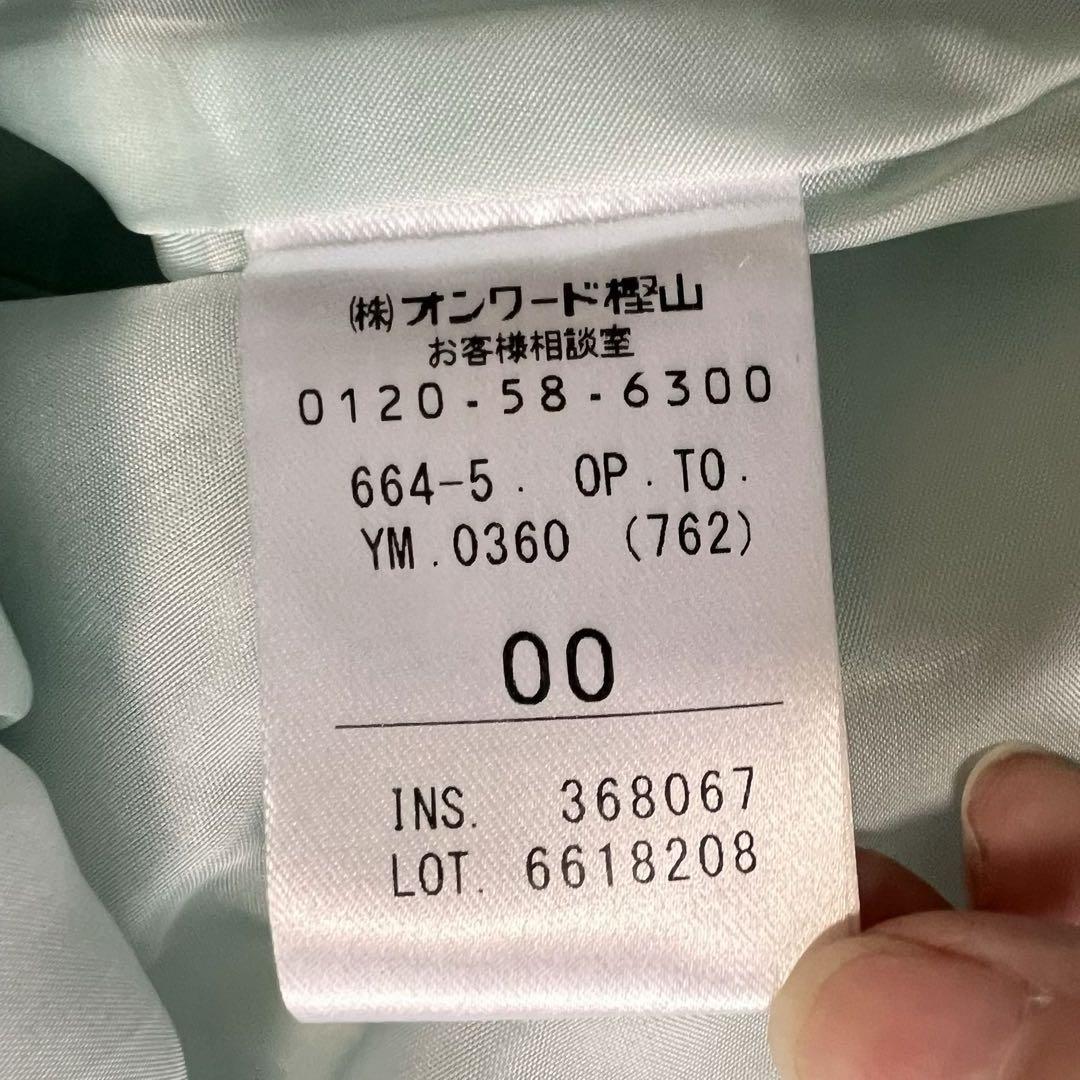 (株)オンワード樫山
お客様相談室
0120-58-6300
664-5. OP.TO.
YM.0360 (762)
00
INS. 368067
LOT. 6618208